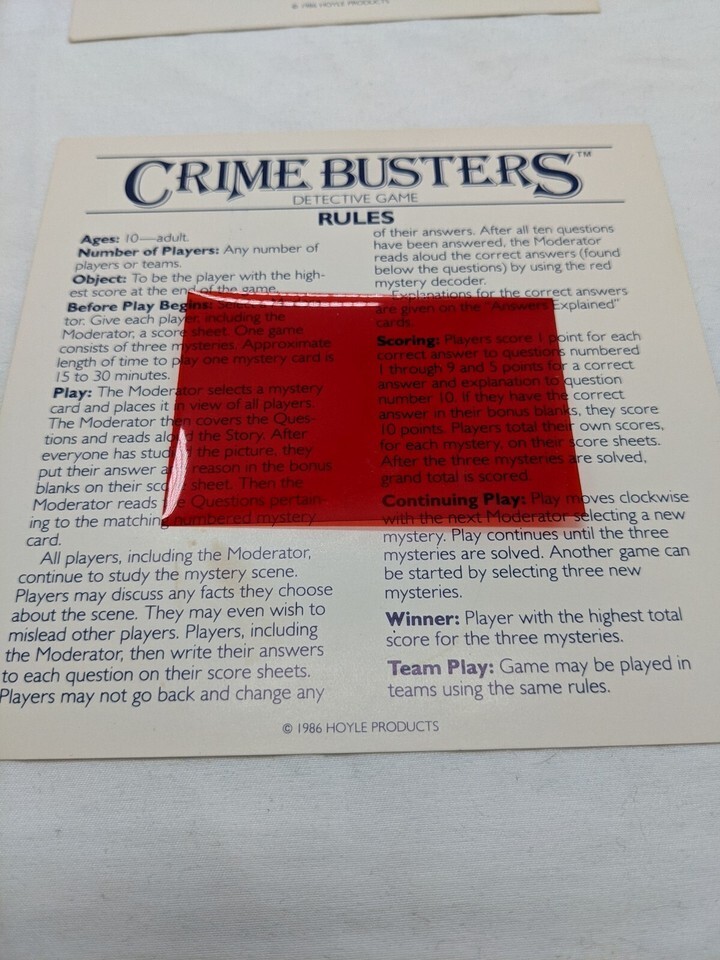 © 1986 HOYLE PRODUCTS
CRIME BUSTERS™
DETECTIVE GAME
RULES
Ages: 10—adult.
Number of Players: Any number of
players or teams.
Object: To be the player with the high-
est score at the end of the game.
Before Play Begins:
tor. Give each player, including the
Moderator, a score sheet. One game
consists of three mysteries. Approximate
length of time to play one mystery card is
15 to 30 minutes.
Play: The Moderator selects a mystery
card and places it in view of all players.
The Moderator then covers the Ques-
tions and reads aloud the Story. After
everyone has studied the picture, they
put their answer and reason in the bonus
blanks on their score sheet. Then the
Moderator reads the Questions pertain-
ing to the matching numbered mystery
card.
All players, including the Moderator,
continue to study the mystery scene.
Players may discuss any facts they choose
about the scene. They may even wish to
mislead other players. Players, including
the Moderator, then write their answers
to each question on their score sheets.
Players may not go back and change any
of their answers. After all ten questions
have been answered, the Moderator
reads aloud the correct answers (found
below the questions) by using the red
mystery decoder.
Explanations for the correct answers
are given on the "Answers Explained"
cards.
Scoring: Players score 1 point for each
correct answer to questions numbered
1 through 9 and 5 points for a correct
answer and explanation to question
number 10. If they have the correct
answer in their bonus blanks, they score
10 points. Players total their own scores,
for each mystery, on their score sheets.
After the three mysteries are solved,
grand total is scored.
Continuing Play: Play moves clockwise
with the next Moderator selecting a new
mystery. Play continues until the three
mysteries are solved. Another game can
be started by selecting three new
mysteries.
Winner: Player with the highest total
score for the three mysteries.
Team Play: Game may be played in
teams using the same rules.
© 1986 HOYLE PRODUCTS